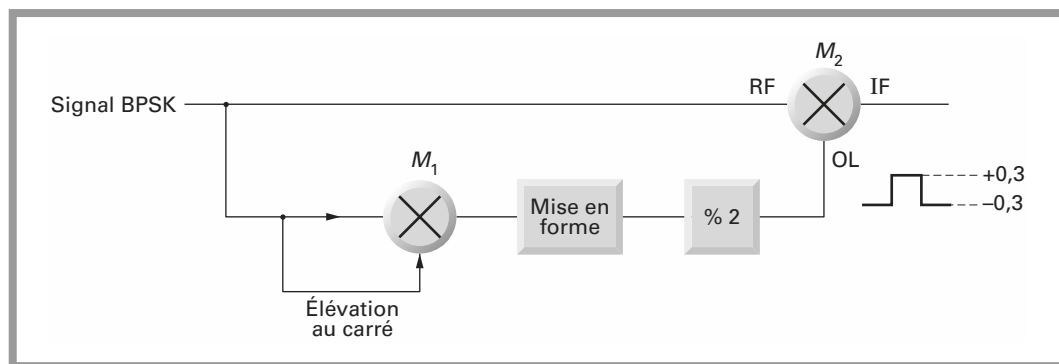 M2
RF
IF
Signal BPSK
OL
M1
+0,3
–0,3
Mise en
forme
% 2
Élévation
au carré